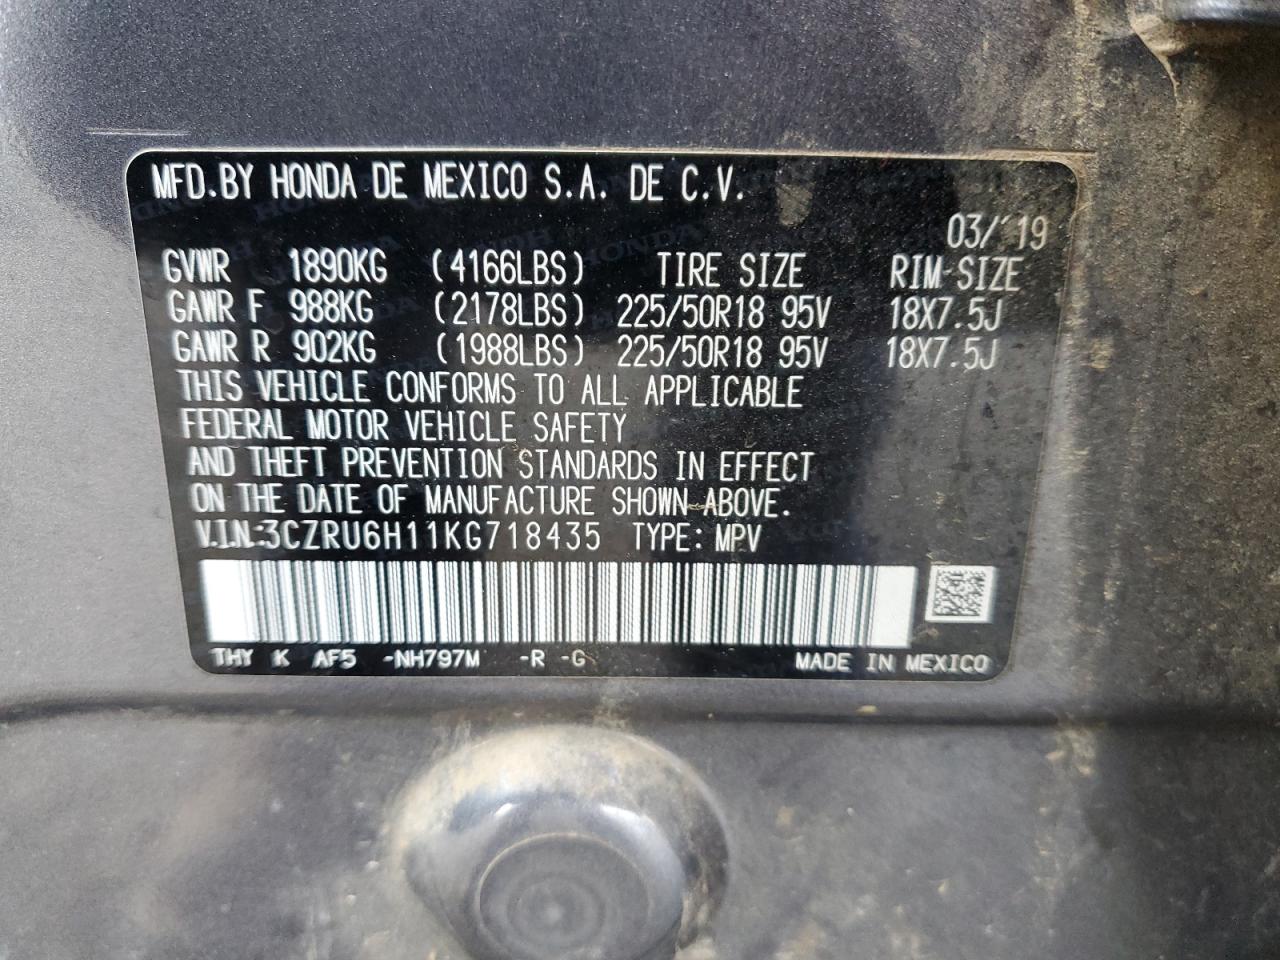 MFD.BY HONDA DE MEXICO S.A. DE C.V.
03/'19
GVWR 1890KG (4166LBS) TIRE SIZE RIM SIZE
GAWR F 988KG (2178LBS) 225/50R18 95V 18X7.5J
GAWR R 902KG (1988LBS) 225/50R18 95V 18X7.5J
THIS VEHICLE CONFORMS TO ALL APPLICABLE
FEDERAL MOTOR VEHICLE SAFETY
AND THEFT PREVENTION STANDARDS IN EFFECT
ON THE DATE OF MANUFACTURE SHOWN ABOVE.
V.I.N.:3CZRU6H11KG718435 TYPE: MPV
THY K AF5 -NH797M -R -G MADE IN MEXICO